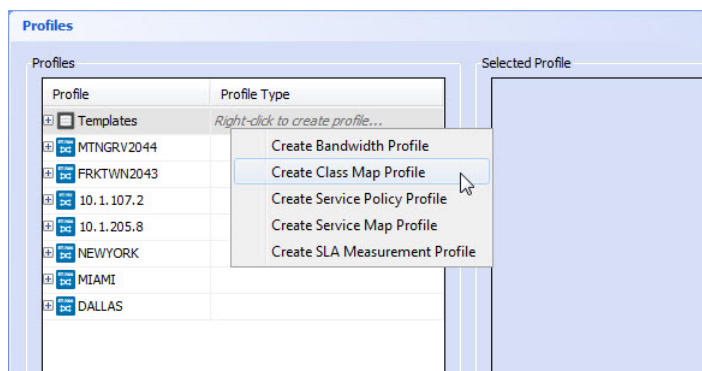 Profiles
Profiles
Selected Profile
Profile Profile Type
Templates Right-click to create profile...
MTNGRV2044
Create Bandwidth Profile
FRKTWN2043
Create Class Map Profile
10.1.107.2
Create Service Policy Profile
10.1.205.8
Create Service Map Profile
NEWYORK
Create SLA Measurement Profile
MIAMI
DALLAS